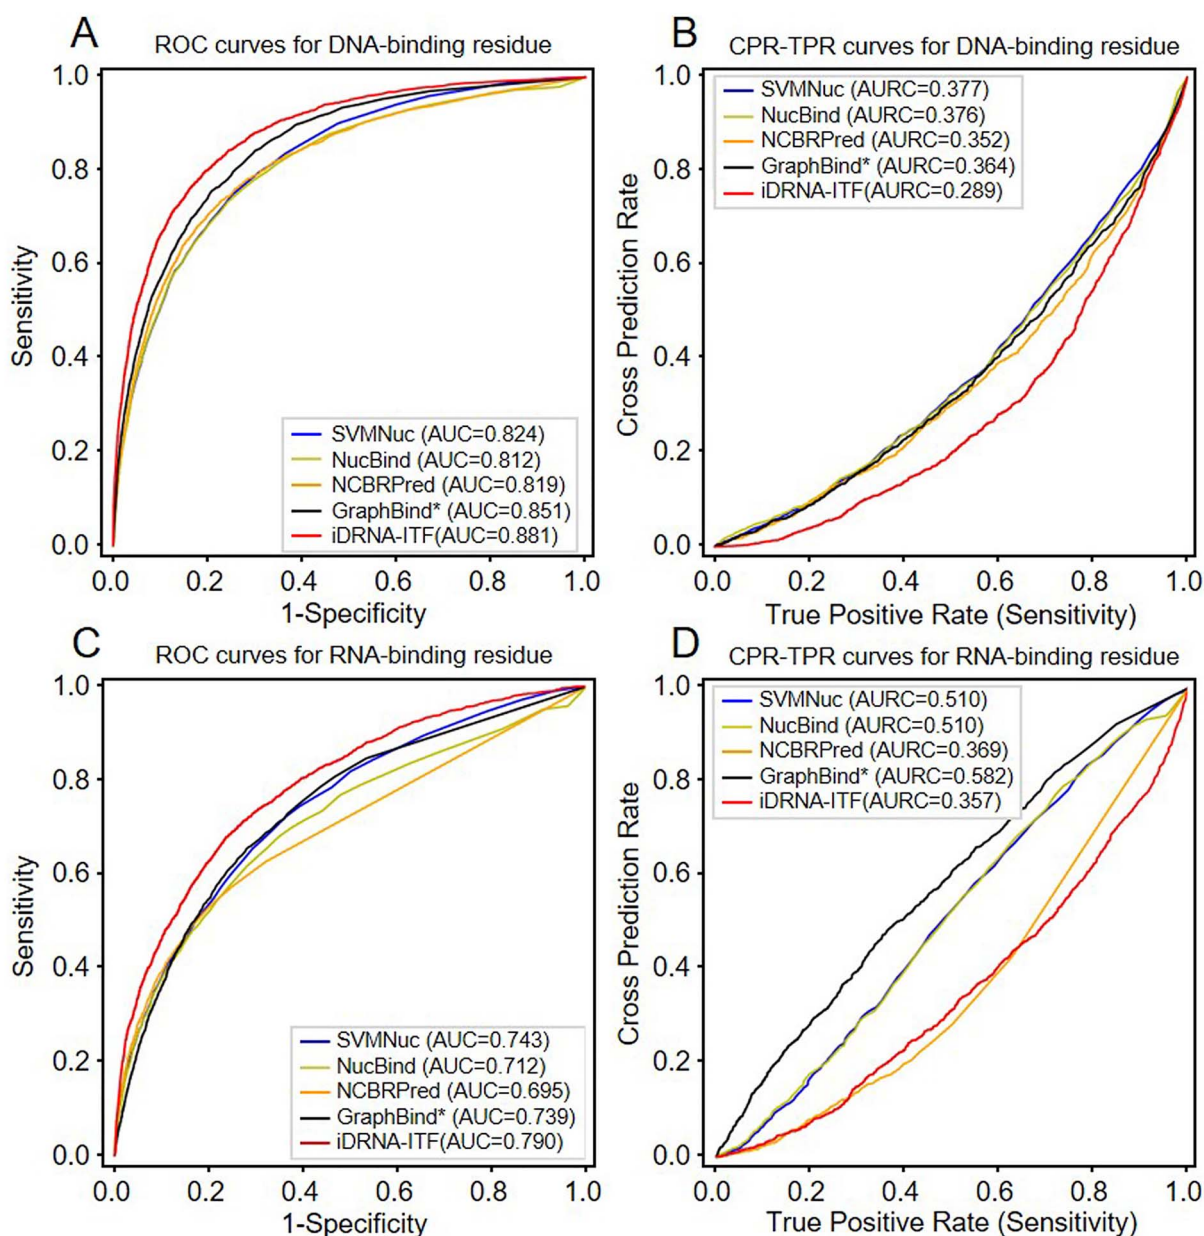 A
ROC curves for DNA-binding residue
Sensitivity
1.0
0.8
0.6
0.4
0.2
0.0
SVMNuc (AUC=0.824)
NucBind (AUC=0.812)
NCBRPred (AUC=0.819)
GraphBind* (AUC=0.851)
iDRNA-ITF(AUC=0.881)
0.0 0.2 0.4 0.6 0.8 1.0
1-Specificity
B
CPR-TPR curves for DNA-binding residue
Cross Prediction Rate
1.0
0.8
0.6
0.4
0.2
0.0
SVMNuc (AURC=0.377)
NucBind (AURC=0.376)
NCBRPred (AURC=0.352)
GraphBind* (AURC=0.364)
iDRNA-ITF(AURC=0.289)
0.0 0.2 0.4 0.6 0.8 1.0
True Positive Rate (Sensitivity)
C
ROC curves for RNA-binding residue
Sensitivity
1.0
0.8
0.6
0.4
0.2
0.0
SVMNuc (AUC=0.743)
NucBind (AUC=0.712)
NCBRPred (AUC=0.695)
GraphBind* (AUC=0.739)
iDRNA-ITF(AUC=0.790)
0.0 0.2 0.4 0.6 0.8 1.0
1-Specificity
D
CPR-TPR curves for RNA-binding residue
Cross Prediction Rate
1.0
0.8
0.6
0.4
0.2
0.0
SVMNuc (AURC=0.510)
NucBind (AURC=0.510)
NCBRPred (AURC=0.369)
GraphBind* (AURC=0.582)
iDRNA-ITF(AURC=0.357)
0.0 0.2 0.4 0.6 0.8 1.0
True Positive Rate (Sensitivity)